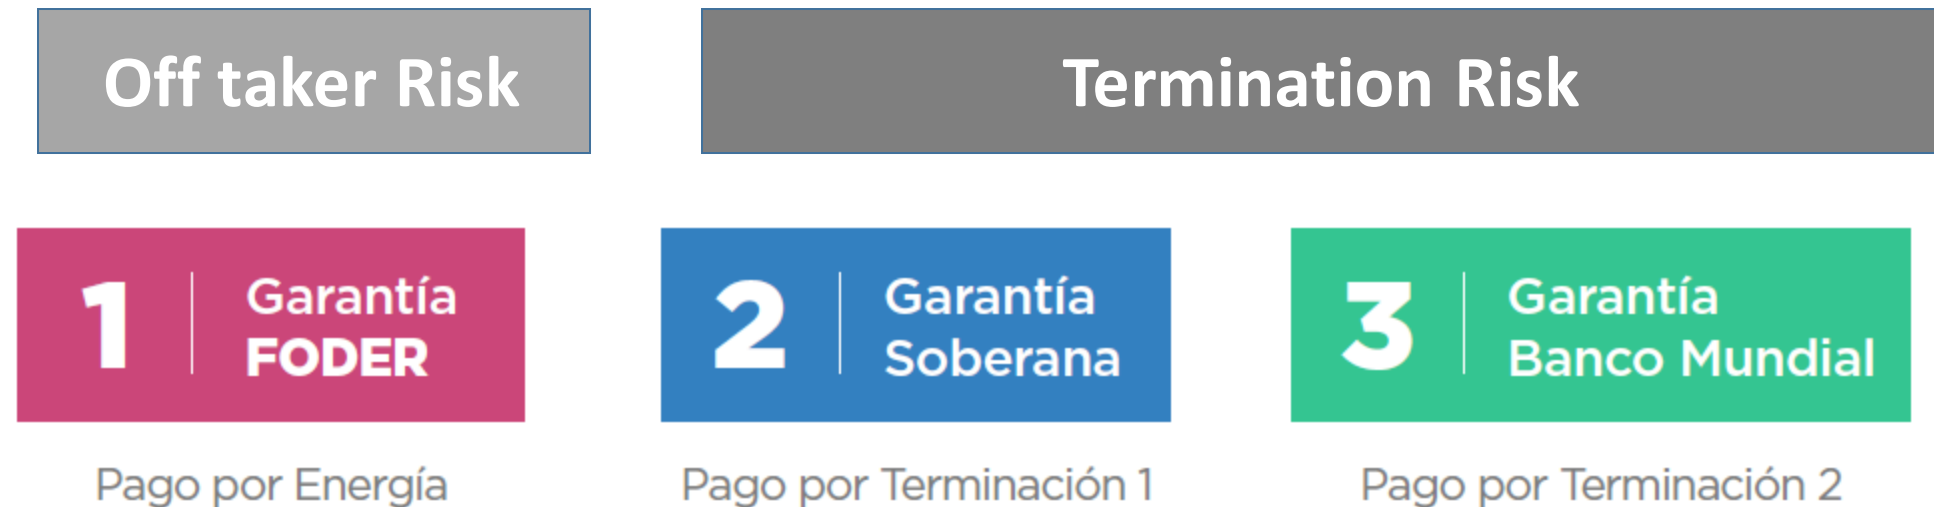 Off taker Risk
Termination Risk
1
Garantía
FODER
2
Garantía
Soberana
3
Garantía
Banco Mundial
Pago por Energía
Pago por Terminación 1
Pago por Terminación 2